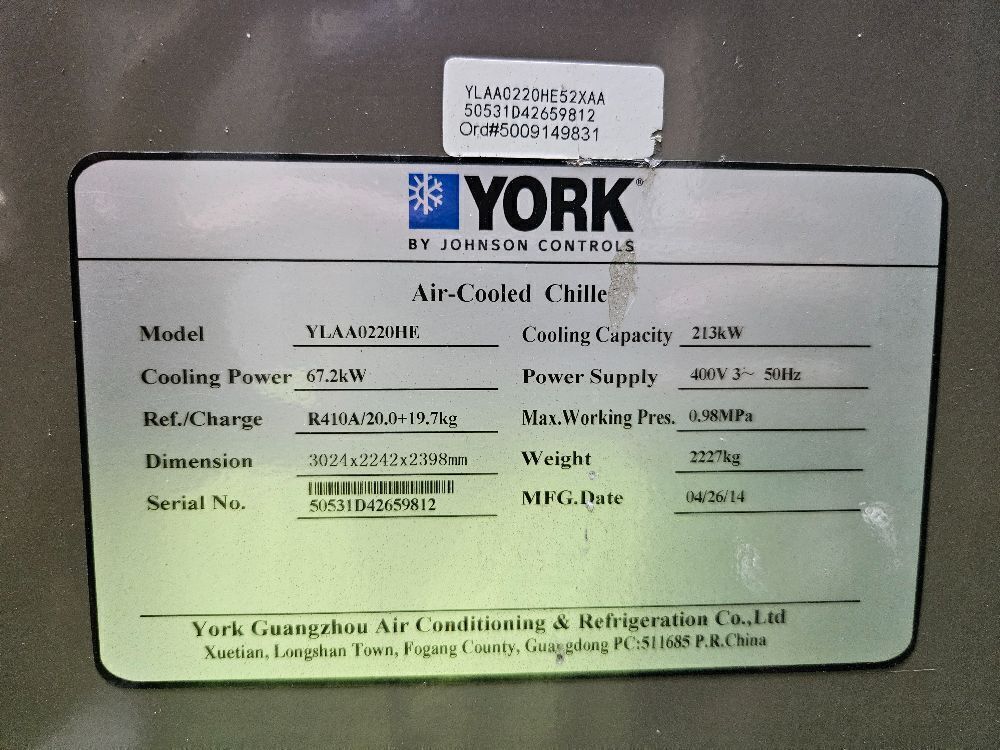 YLAA0220HE52XAA
50531D42659812
Ord#5009149831
YORK®
BY JOHNSON CONTROLS
Air-Cooled Chille
Model YLAA0220HE Cooling Capacity 213kW
Cooling Power 67.2kW Power Supply 400V 3~ 50Hz
Ref./Charge R410A/20.0+19.7kg Max.Working Pres. 0.98MPa
Dimension 3024x2242x2398mm Weight 2227kg
Serial No. 50531D42659812 MFG.Date 04/26/14
York Guangzhou Air Conditioning & Refrigeration Co.,Ltd
Xuetian, Longshan Town, Fogang County, Guangdong PC:511685 P.R.China